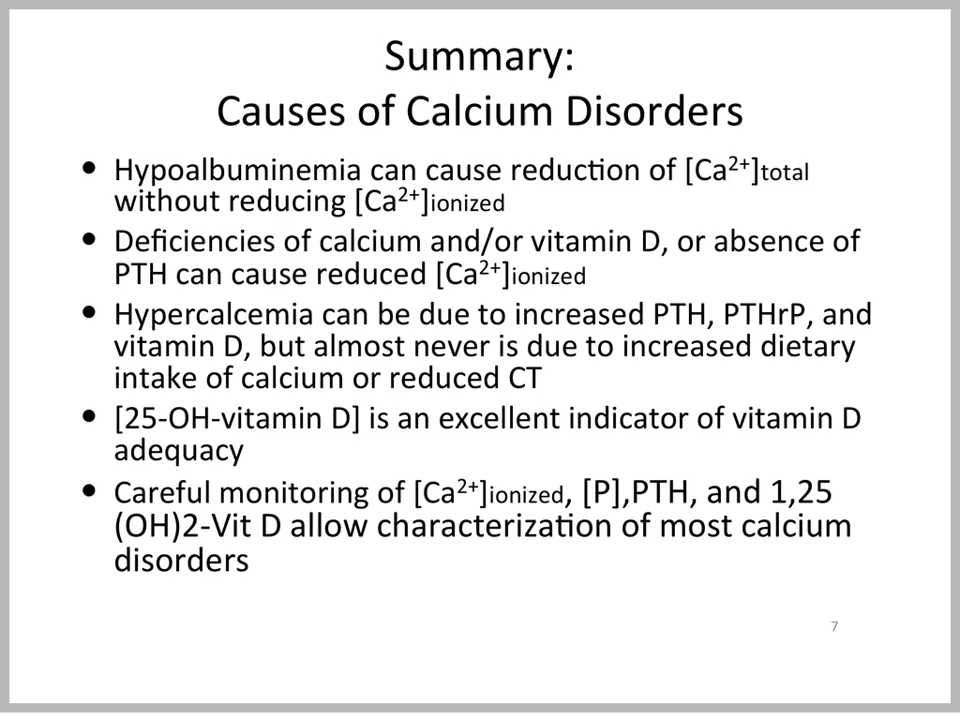 Summary:
Causes of Calcium Disorders
• Hypoalbuminemia can cause reduction of [Ca2+]total
without reducing [Ca2+]ionized
• Deficiencies of calcium and/or vitamin D, or absence of
PTH can cause reduced [Ca2+]ionized
• Hypercalcemia can be due to increased PTH, PTHrP, and
vitamin D, but almost never is due to increased dietary
intake of calcium or reduced CT
• [25-OH-vitamin D] is an excellent indicator of vitamin D
adequacy
• Careful monitoring of [Ca2+]ionized, [P],PTH, and 1,25
(OH)2-Vit D allow characterization of most calcium
disorders
7